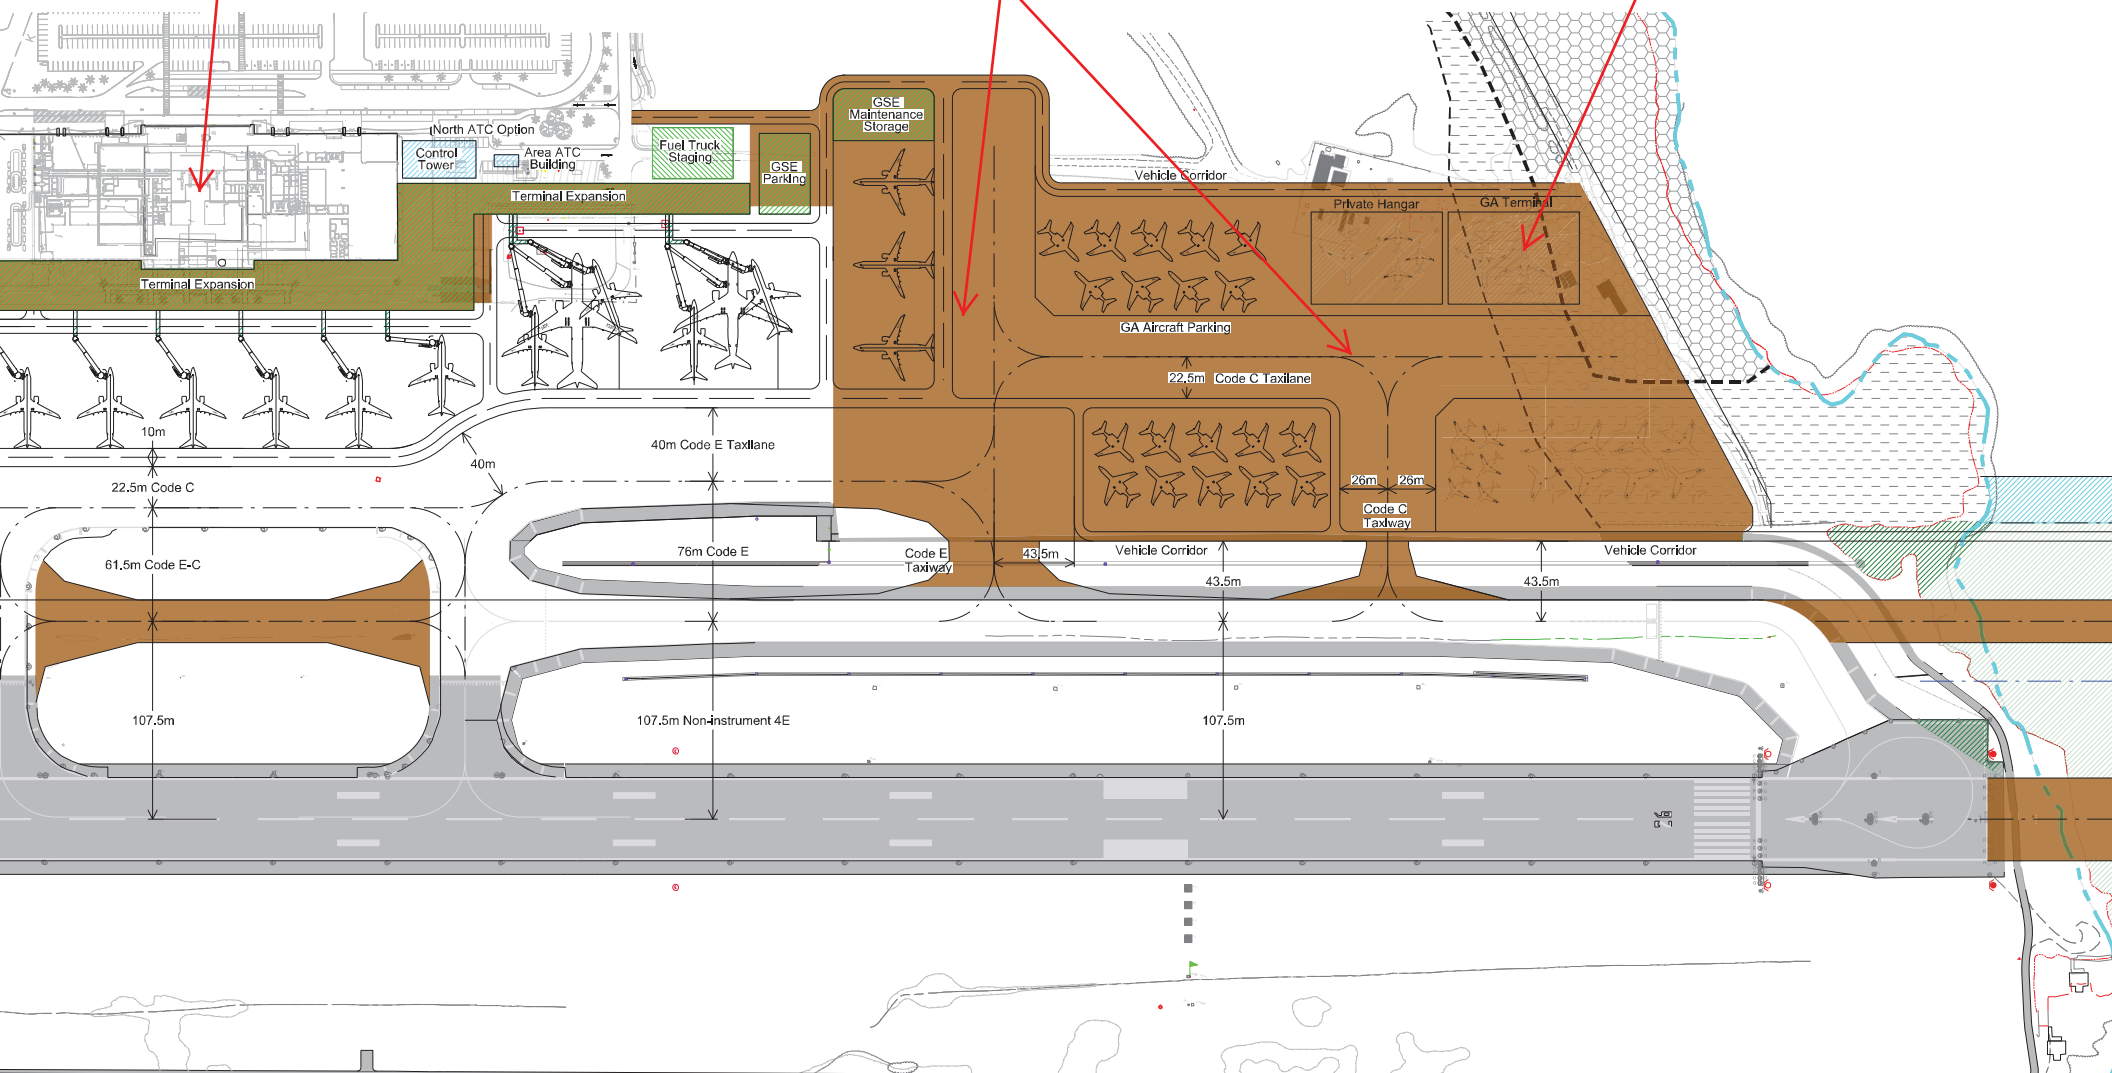 North ATC Option
Control
Tower
Area ATC
Building
Terminal Expansion
Terminal Expansion
Fuel Truck
Staging
GSE
Parking
GSE
Maintenance
Storage
Vehicle Corridor
Private Hangar
GA Terminal
GA Aircraft Parking
22.5m
Code C Taxilane
10m
22.5m Code C
40m
40m Code E Taxilane
26m
26m
Code C
Taxiway
61.5m Code E-C
76m Code E
Code E
Taxiway
43.5m
Vehicle Corridor
43.5m
43.5m
Vehicle Corridor
107.5m
107.5m Non-instrument 4E
107.5m